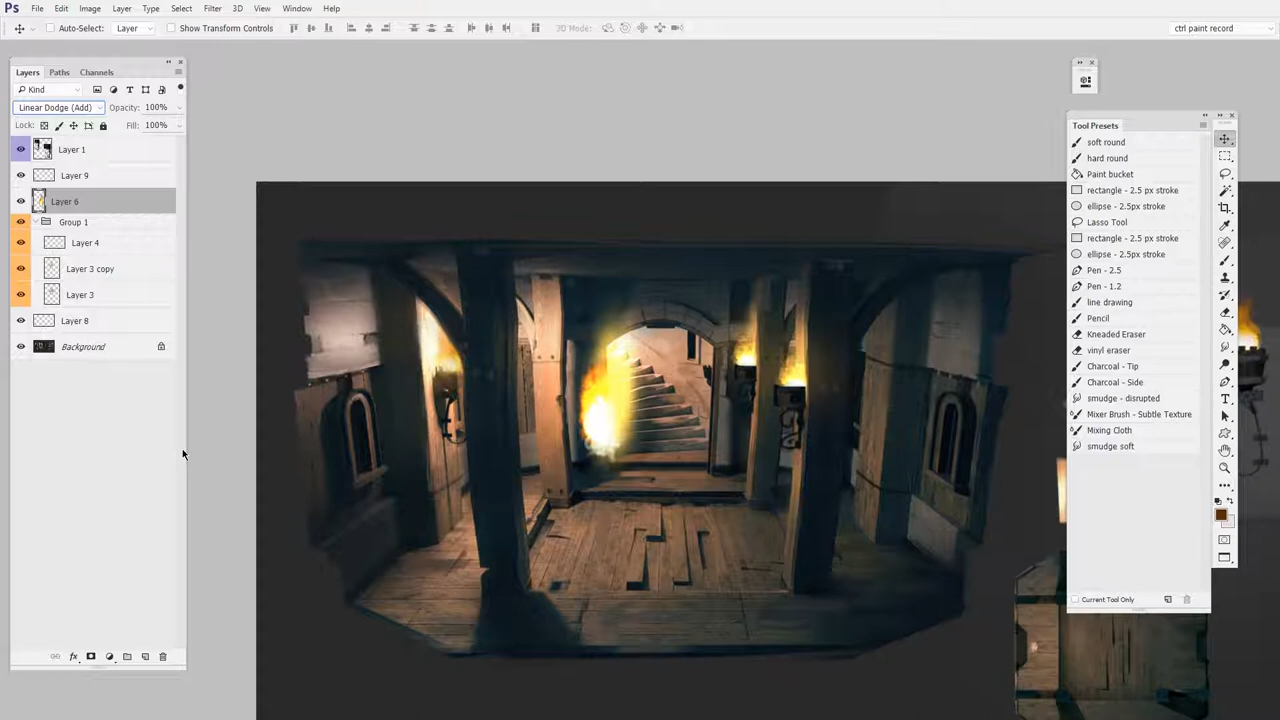 Ps File Edit Image Layer Type Select Filter 3D View Window Help
Auto-Select: Layer Show Transform Controls 3D Mode: ctrl paint record
Layers Paths Channels
Kind
Linear Dodge (Add) Opacity: 100%
Lock: Fill: 100%
Layer 1
Layer 9
Layer 6
Group 1
Layer 4
Layer 3 copy
Layer 3
Layer 8
Background
fx
Tool Presets
soft round
hard round
Paint bucket
rectangle - 2.5 px stroke
ellipse - 2.5px stroke
Lasso Tool
rectangle - 2.5 px stroke
ellipse - 2.5px stroke
Pen - 2.5
Pen - 1.2
line drawing
Pencil
Kneaded Eraser
vinyl eraser
Charcoal - Tip
Charcoal - Side
smudge - disrupted
Mixer Brush - Subtle Texture
Mixing Cloth
smudge soft
Current Tool Only